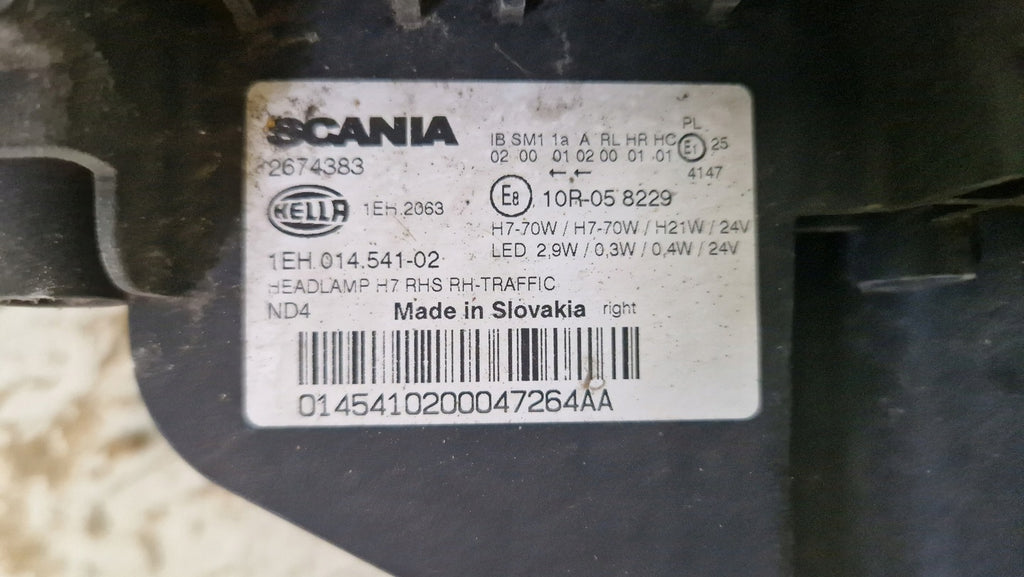 SCANIA
2674383
HELLA 1EH.2063
1EH.014.541-02
HEADLAMP H7 RHS RH-TRAFFIC
ND4 Made in Slovakia right
IB SM1 1a A RL HR HC PL E1 25
02 00 01 02 00 01 01
←←
4147
E8 10R-05 8229
H7-70W / H7-70W / H21W / 24V
LED 2,9W / 0,3W / 0,4W / 24V
0145410200047264AA